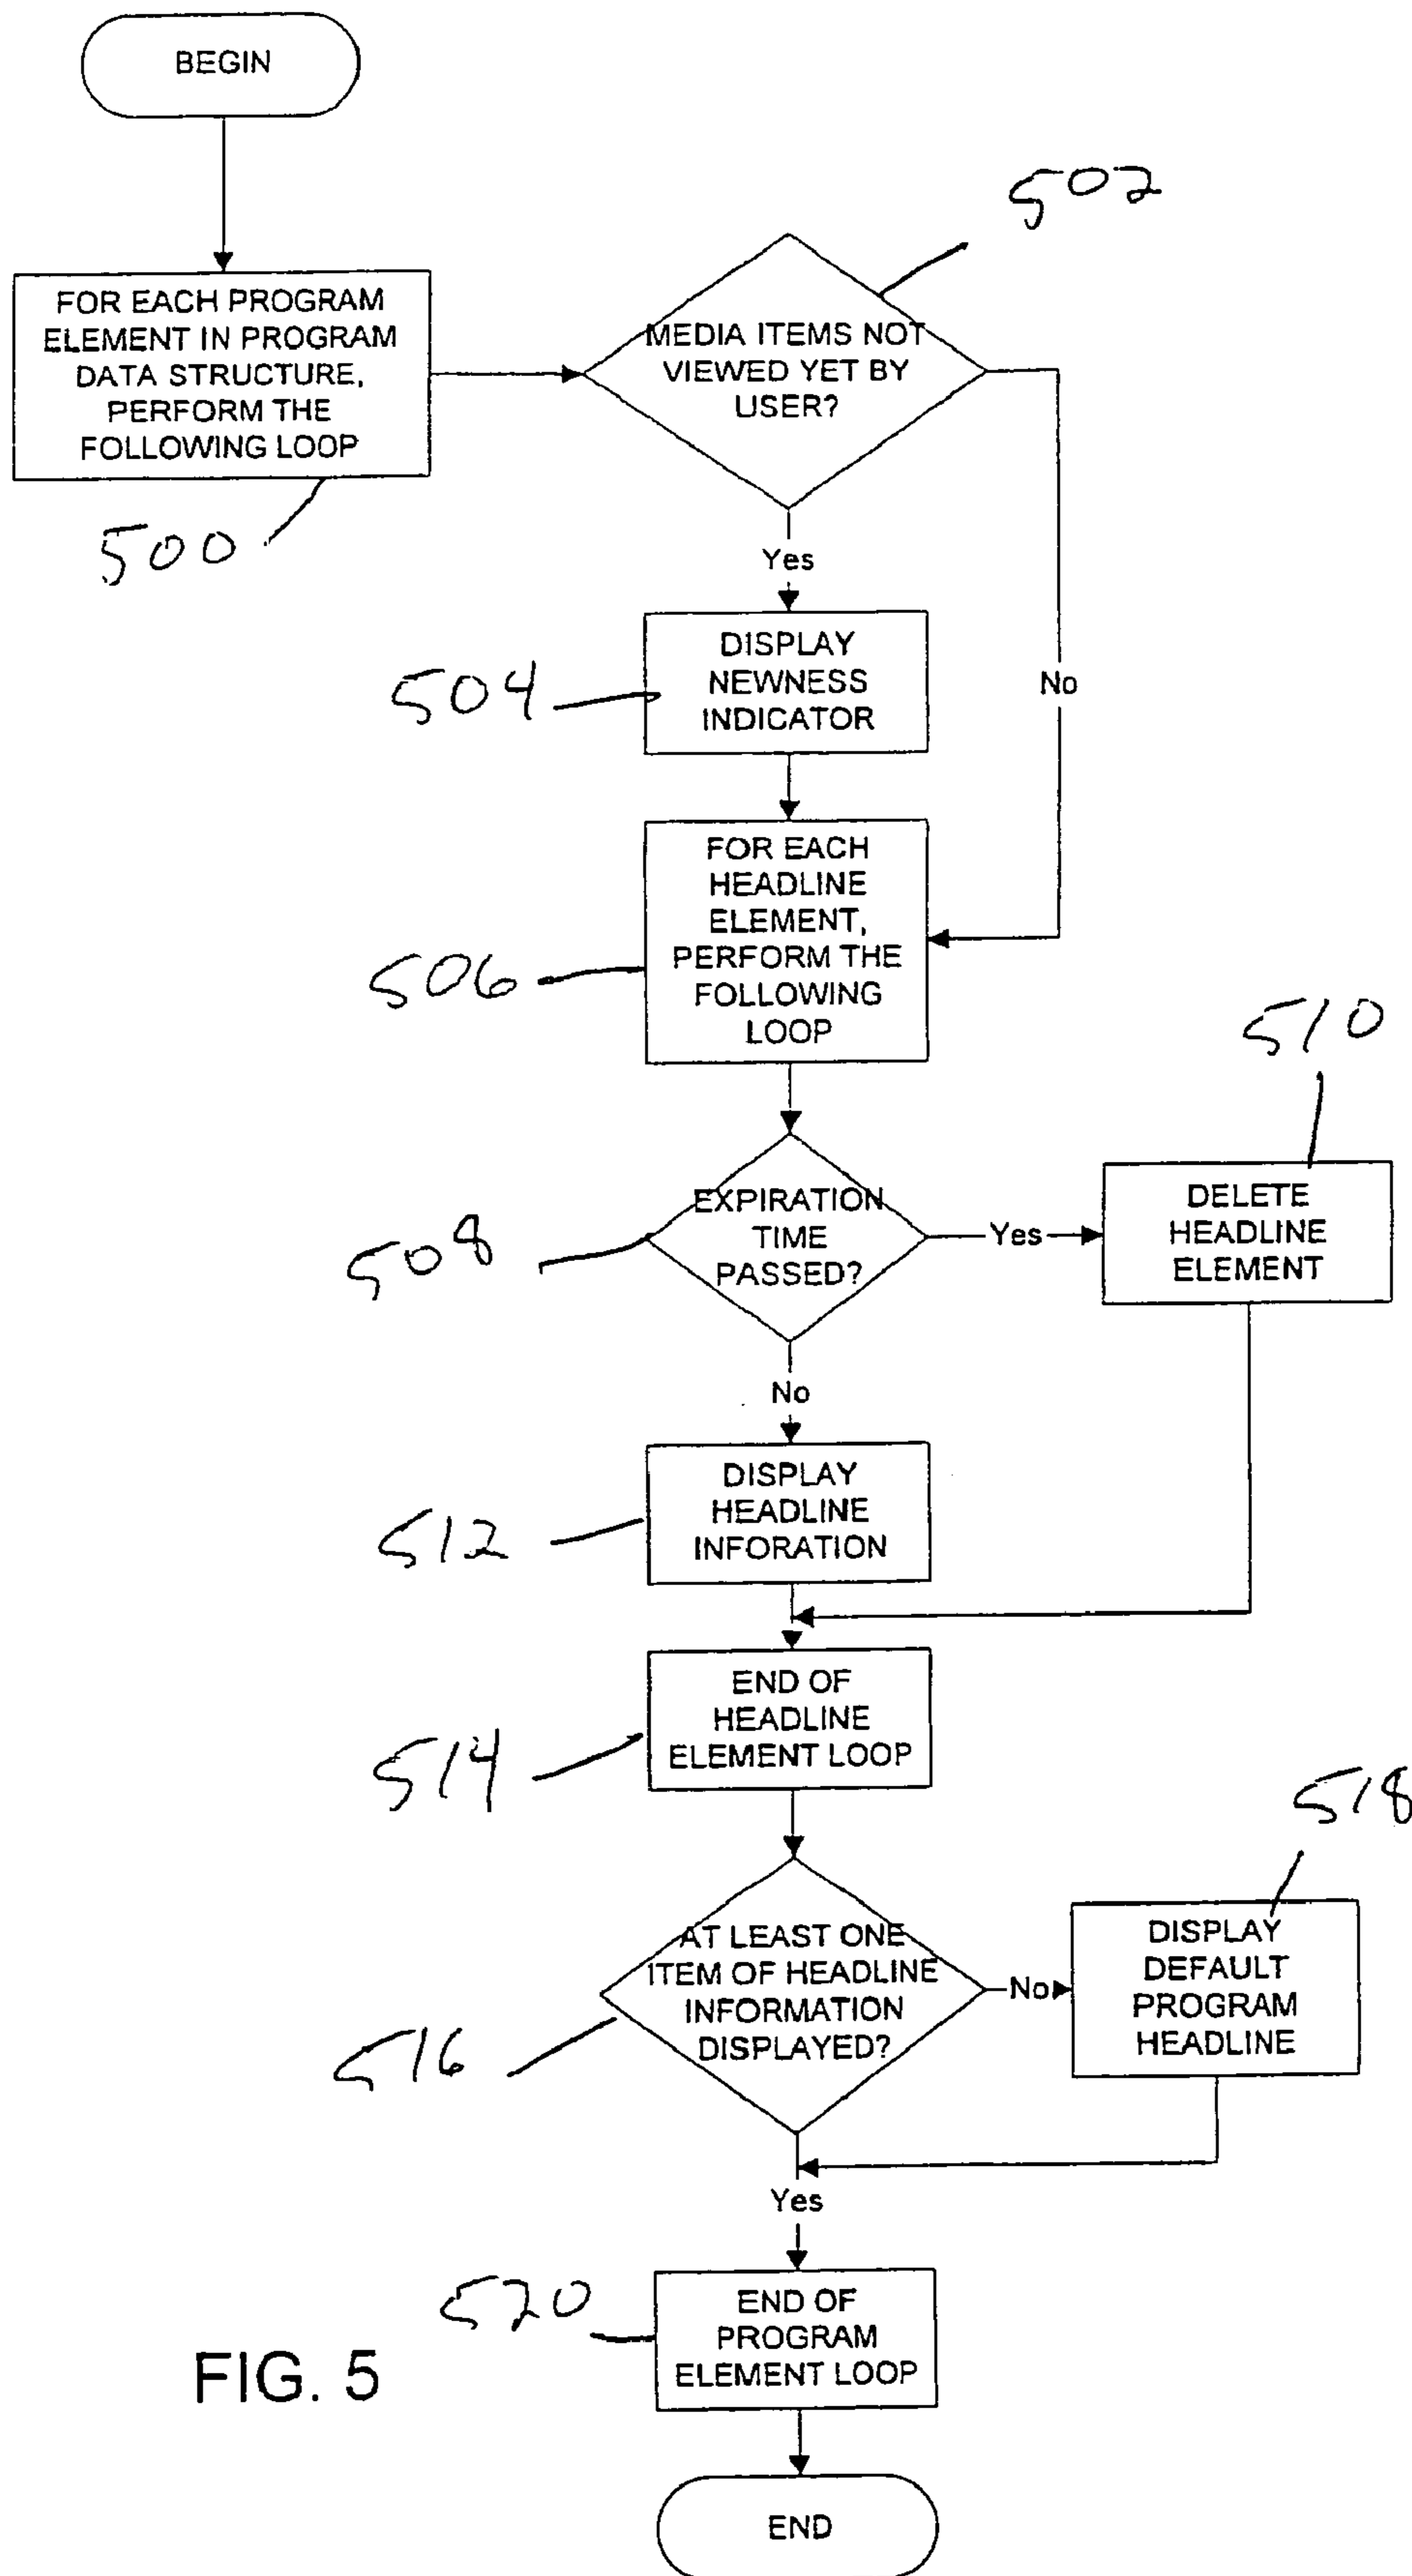 BEGIN
502
FOR EACH PROGRAM
ELEMENT IN PROGRAM
DATA STRUCTURE,
PERFORM THE
FOLLOWING LOOP
500
MEDIA ITEMS NOT
VIEWED YET BY
USER?
Yes
No
504
DISPLAY
NEWNESS
INDICATOR
506
FOR EACH
HEADLINE
ELEMENT,
PERFORM THE
FOLLOWING
LOOP
510
508
EXPIRATION
TIME
PASSED?
Yes
DELETE
HEADLINE
ELEMENT
No
512
DISPLAY
HEADLINE
INFORATION
514
END OF
HEADLINE
ELEMENT LOOP
518
516
AT LEAST ONE
ITEM OF HEADLINE
INFORMATION
DISPLAYED?
No
DISPLAY
DEFAULT
PROGRAM
HEADLINE
Yes
520
END OF
PROGRAM
ELEMENT LOOP
FIG. 5
END